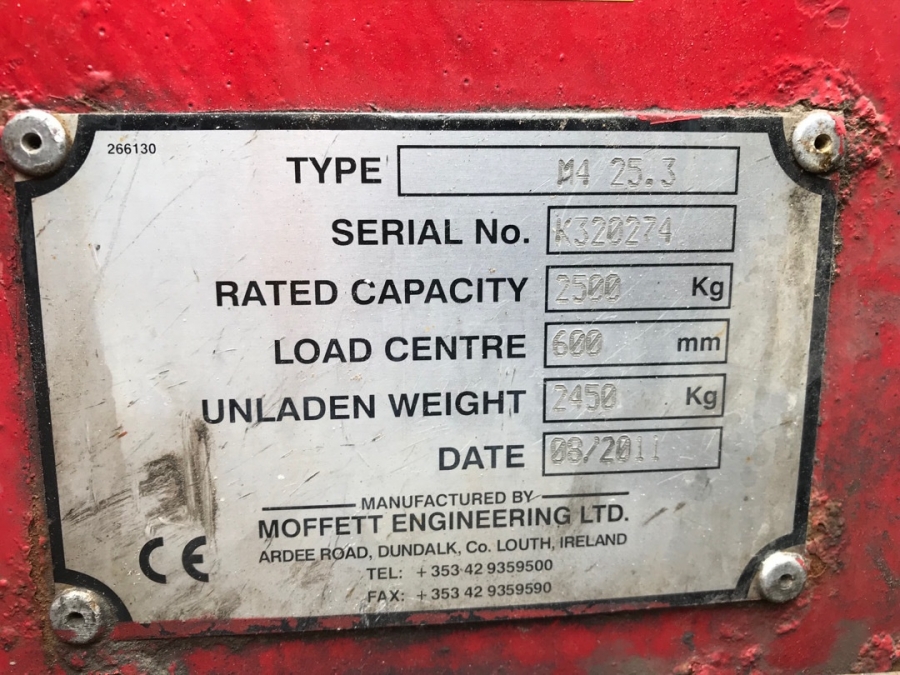 266130
TYPE M4 25.3
SERIAL No. K320274
RATED CAPACITY 2500 Kg
LOAD CENTRE 600 mm
UNLADEN WEIGHT 2450 Kg
DATE 08/2011
MANUFACTURED BY
MOFFETT ENGINEERING LTD.
ARDEE ROAD, DUNDALK, Co. LOUTH, IRELAND
CE
TEL: +353 42 9359500
FAX: +353 42 9359590